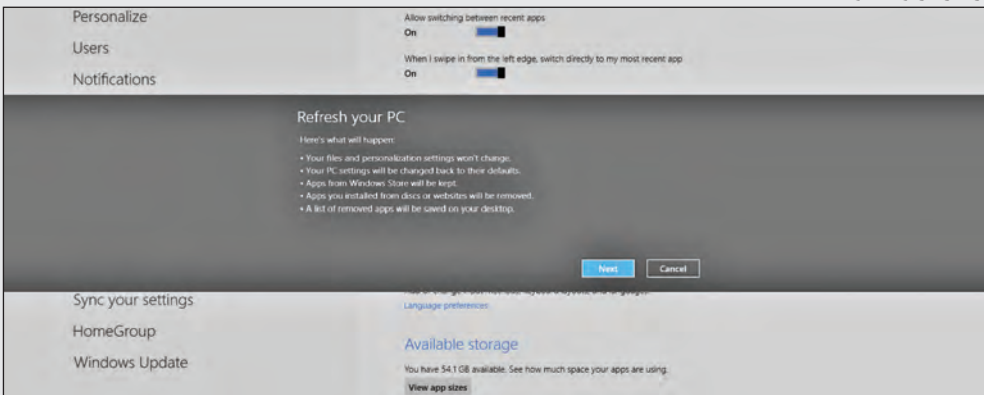 Personalize
Users
Notifications
Allow switching between recent apps
On
When I swipe in from the left edge, switch directly to my most recent app
On
Refresh your PC
Here's what will happen:
• Your files and personalization settings won't change.
• Your PC settings will be changed back to their defaults.
• Apps from Windows Store will be kept.
• Apps you installed from discs or websites will be removed.
• A list of removed apps will be saved on your desktop.
Next
Cancel
Sync your settings
HomeGroup
Windows Update
Language preferences
Available storage
You have 54.1 GB available. See how much space your apps are using.
View app sizes